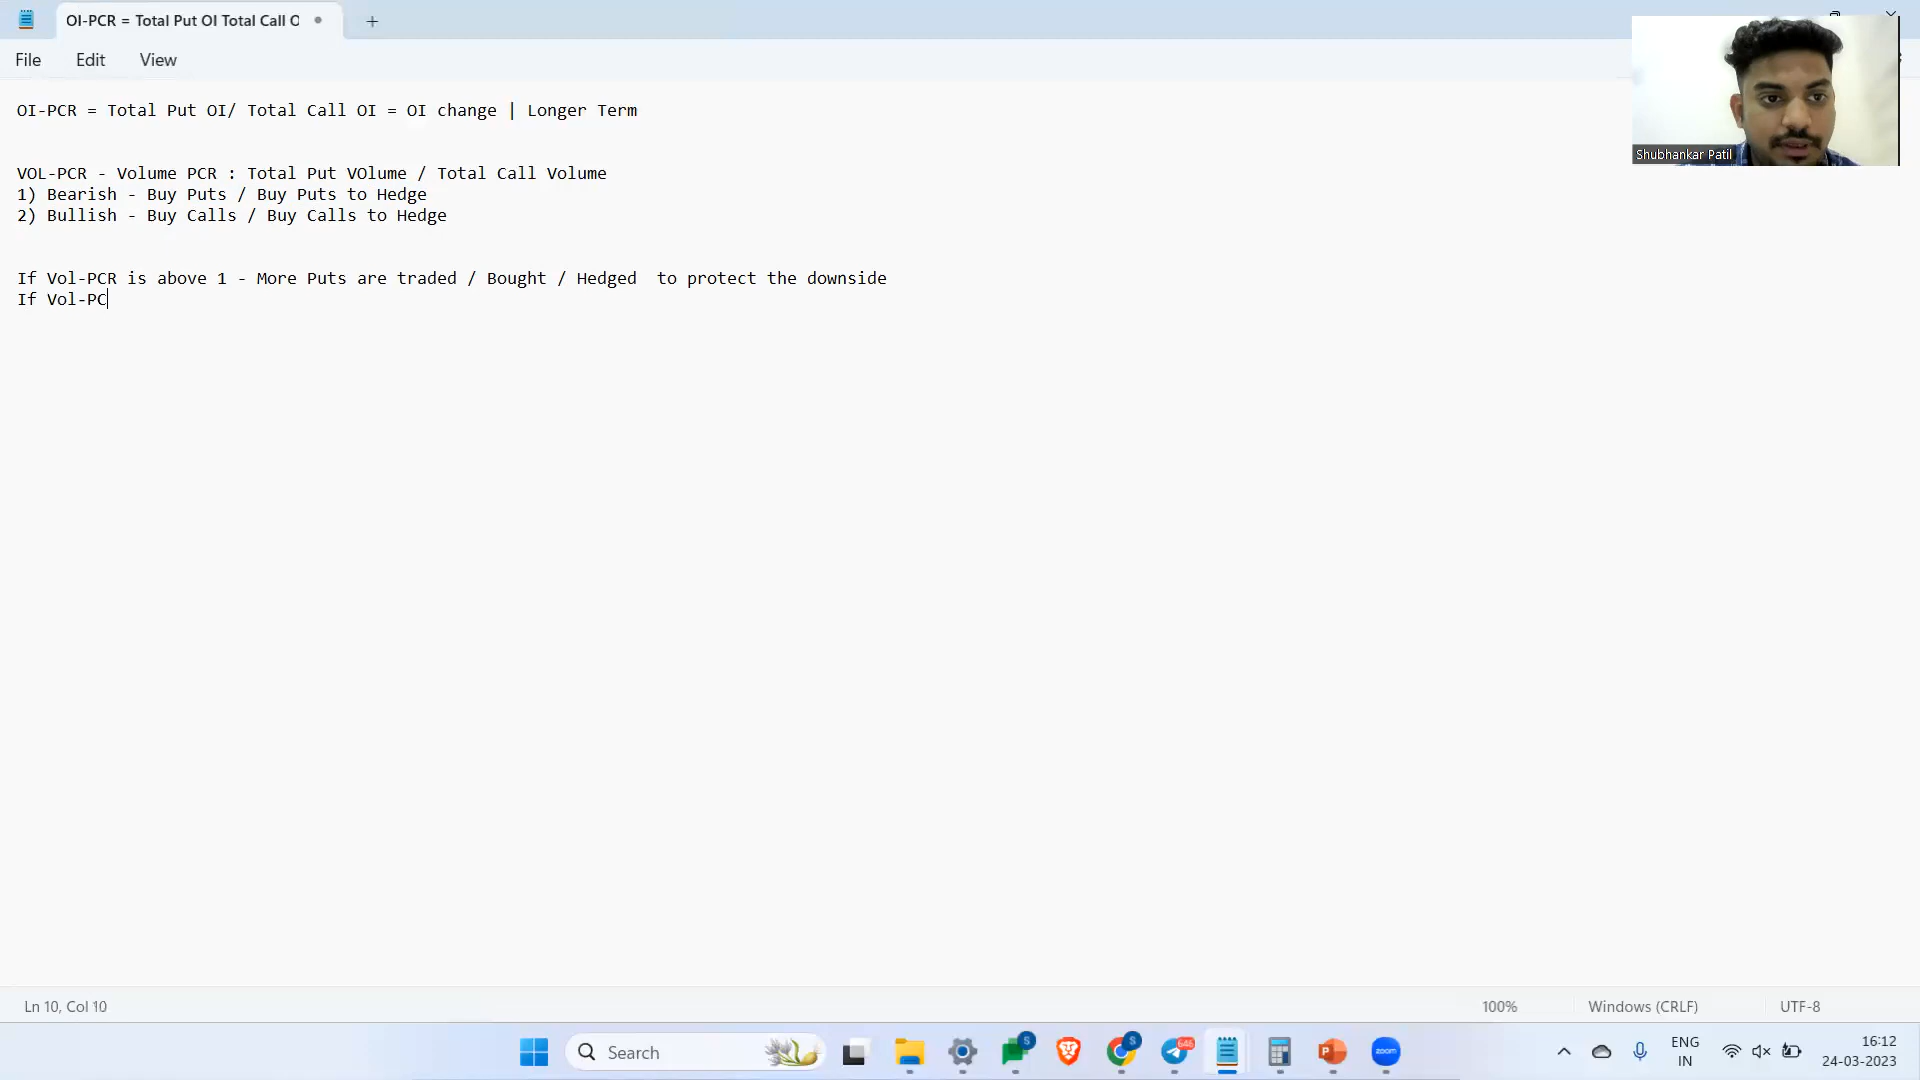 OI-PCR = Total Put OI Total Call O
File Edit View
OI-PCR = Total Put OI/ Total Call OI = OI change | Longer Term
VOL-PCR - Volume PCR : Total Put VOlume / Total Call Volume
1) Bearish - Buy Puts / Buy Puts to Hedge
2) Bullish - Buy Calls / Buy Calls to Hedge
If Vol-PCR is above 1 - More Puts are traded / Bought / Hedged  to protect the downside
If Vol-PC
Shubhankar Patil
Ln 10, Col 10
100%
Windows (CRLF)
UTF-8
Search
S
S
646
zoom
ENG
IN
16:12
24-03-2023